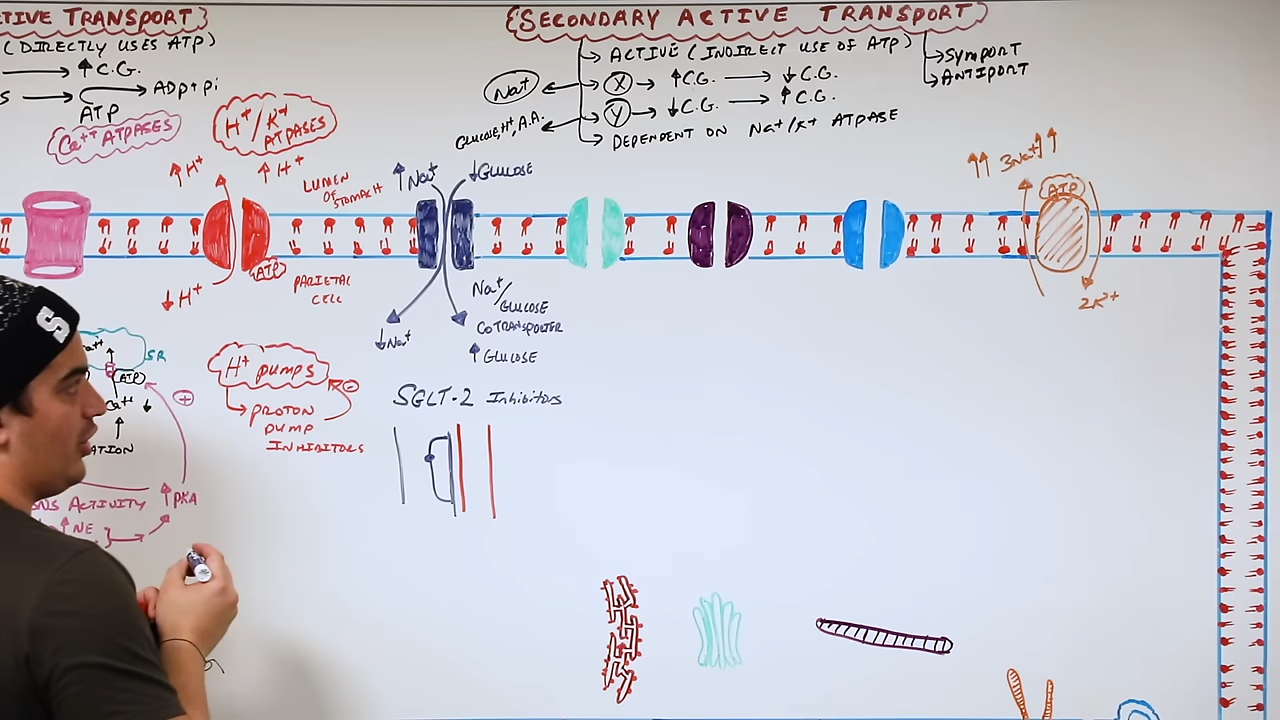 TIVE TRANSPORT}
(DIRECTLY USES ATP)
→ ↑ C.G.
S → ADP + Pi
ATP
Ca++ ATPASES
H+/K+
ATPASES
{SECONDARY ACTIVE TRANSPORT}
→ ACTIVE (INDIRECT USE OF ATP)
Na+ ← X → ↑C.G. → ↓C.G.
GLUCOSE, H+, A.A. ← Y → ↓C.G. → ↑C.G.
→ DEPENDENT ON Na+/K+ ATPASE
→ SYMPORT
→ ANTIPORT
↑H+
↑H+
LUMEN
OF
STOMACH
↑Na+
↓GLUCOSE
↑↑ 3Na+ ↑↑
ATP
ATP
↓H+
PARIETAL
CELL
↓Na+
Na+/
GLUCOSE
COTRANSPORTER
↑ GLUCOSE
2K+
S
SR
ATP
Ca++ ↓
ATION
+
H+ PUMPS
-
→ PROTON
PUMP
INHIBITORS
SGLT-2 Inhibitors
SNS ACTIVITY
↑ PKA
↑ NE